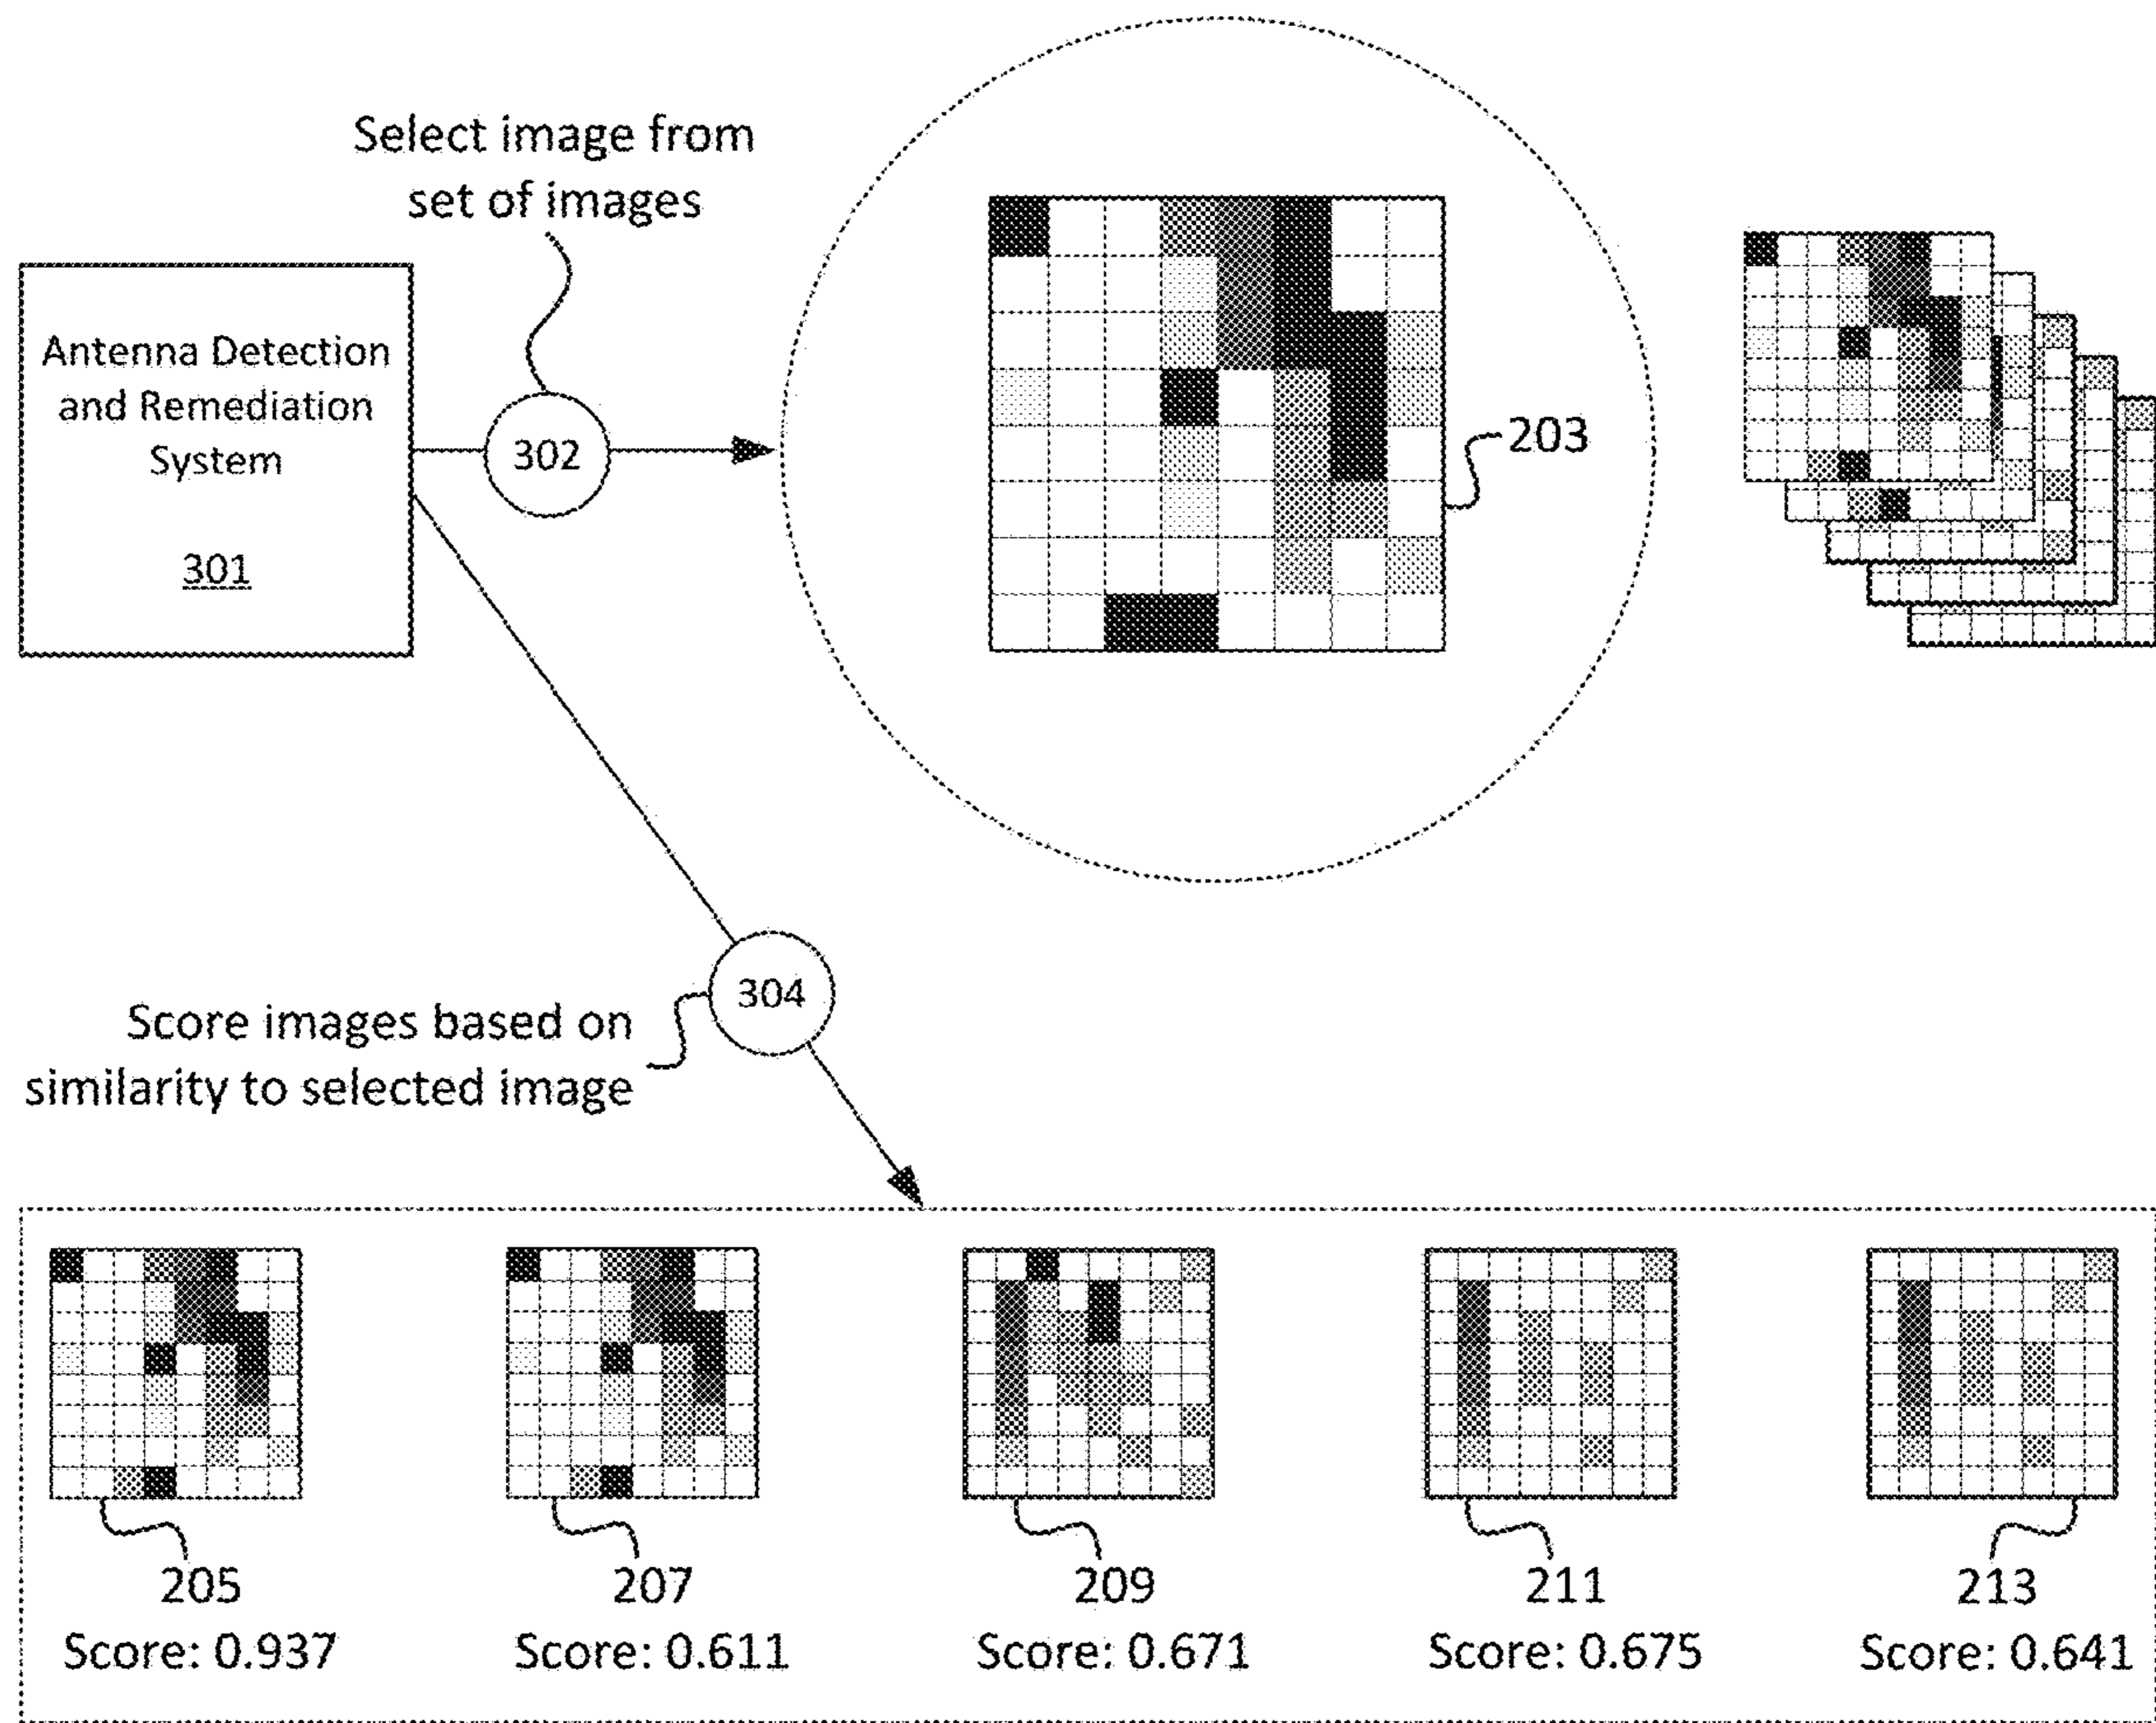 Select image from
set of images
Antenna Detection
and Remediation
System
301
302
203
304
Score images based on
similarity to selected image
205
Score: 0.937
207
Score: 0.611
209
Score: 0.671
211
Score: 0.675
213
Score: 0.641